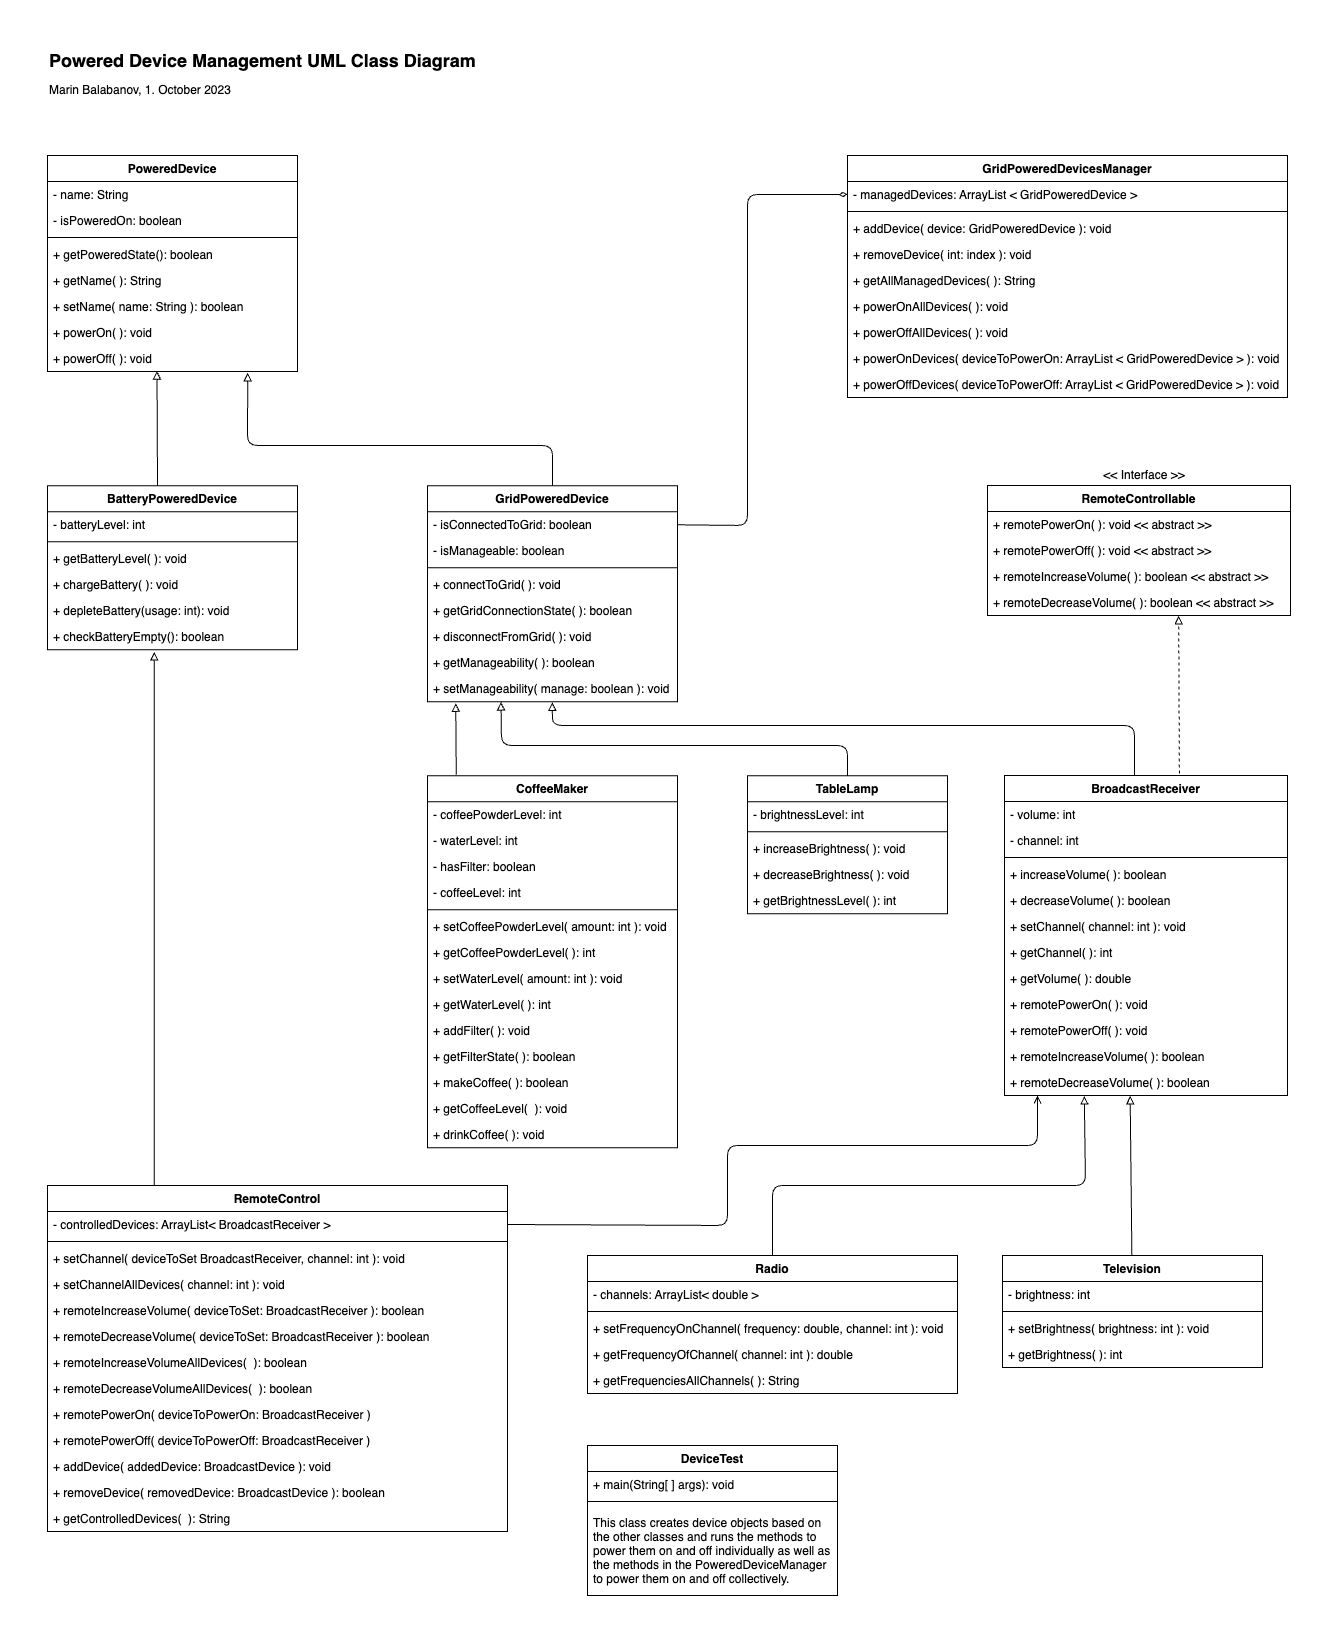 Powered Device Management UML Class Diagram
Marin Balabanov, 1. October 2023
PoweredDevice
- name: String
- isPoweredOn: boolean
+ getPoweredState(): boolean
+ getName( ): String
+ setName( name: String ): boolean
+ powerOn( ): void
+ powerOff( ): void
GridPoweredDevicesManager
- managedDevices: ArrayList < GridPoweredDevice >
+ addDevice( device: GridPoweredDevice ): void
+ removeDevice( int: index ): void
+ getAllManagedDevices( ): String
+ powerOnAllDevices( ): void
+ powerOffAllDevices( ): void
+ powerOnDevices( deviceToPowerOn: ArrayList < GridPoweredDevice > ): void
+ powerOffDevices( deviceToPowerOff: ArrayList < GridPoweredDevice > ): void
BatteryPoweredDevice
- batteryLevel: int
+ getBatteryLevel( ): void
+ chargeBattery( ): void
+ depleteBattery(usage: int): void
+ checkBatteryEmpty(): boolean
GridPoweredDevice
- isConnectedToGrid: boolean
- isManageable: boolean
+ connectToGrid( ): void
+ getGridConnectionState( ): boolean
+ disconnectFromGrid( ): void
+ getManageability( ): boolean
+ setManageability( manage: boolean ): void
<< Interface >>
RemoteControllable
+ remotePowerOn( ): void << abstract >>
+ remotePowerOff( ): void << abstract >>
+ remoteIncreaseVolume( ): boolean << abstract >>
+ remoteDecreaseVolume( ): boolean << abstract >>
CoffeeMaker
- coffeePowderLevel: int
- waterLevel: int
- hasFilter: boolean
- coffeeLevel: int
+ setCoffeePowderLevel( amount: int ): void
+ getCoffeePowderLevel( ): int
+ setWaterLevel( amount: int ): void
+ getWaterLevel( ): int
+ addFilter( ): void
+ getFilterState( ): boolean
+ makeCoffee( ): boolean
+ getCoffeeLevel(  ): void
+ drinkCoffee( ): void
TableLamp
- brightnessLevel: int
+ increaseBrightness( ): void
+ decreaseBrightness( ): void
+ getBrightnessLevel( ): int
BroadcastReceiver
- volume: int
- channel: int
+ increaseVolume( ): boolean
+ decreaseVolume( ): boolean
+ setChannel( channel: int ): void
+ getChannel( ): int
+ getVolume( ): double
+ remotePowerOn( ): void
+ remotePowerOff( ): void
+ remoteIncreaseVolume( ): boolean
+ remoteDecreaseVolume( ): boolean
RemoteControl
- controlledDevices: ArrayList< BroadcastReceiver >
+ setChannel( deviceToSet BroadcastReceiver, channel: int ): void
+ setChannelAllDevices( channel: int ): void
+ remoteIncreaseVolume( deviceToSet: BroadcastReceiver ): boolean
+ remoteDecreaseVolume( deviceToSet: BroadcastReceiver ): boolean
+ remoteIncreaseVolumeAllDevices(  ): boolean
+ remoteDecreaseVolumeAllDevices(  ): boolean
+ remotePowerOn( deviceToPowerOn: BroadcastReceiver )
+ remotePowerOff( deviceToPowerOff: BroadcastReceiver )
+ addDevice( addedDevice: BroadcastDevice ): void
+ removeDevice( removedDevice: BroadcastDevice ): boolean
+ getControlledDevices(  ): String
Radio
- channels: ArrayList< double >
+ setFrequencyOnChannel( frequency: double, channel: int ): void
+ getFrequencyOfChannel( channel: int ): double
+ getFrequenciesAllChannels( ): String
Television
- brightness: int
+ setBrightness( brightness: int ): void
+ getBrightness( ): int
DeviceTest
+ main(String[ ] args): void
This class creates device objects based on
the other classes and runs the methods to
power them on and off individually as well as
the methods in the PoweredDeviceManager
to power them on and off collectively.